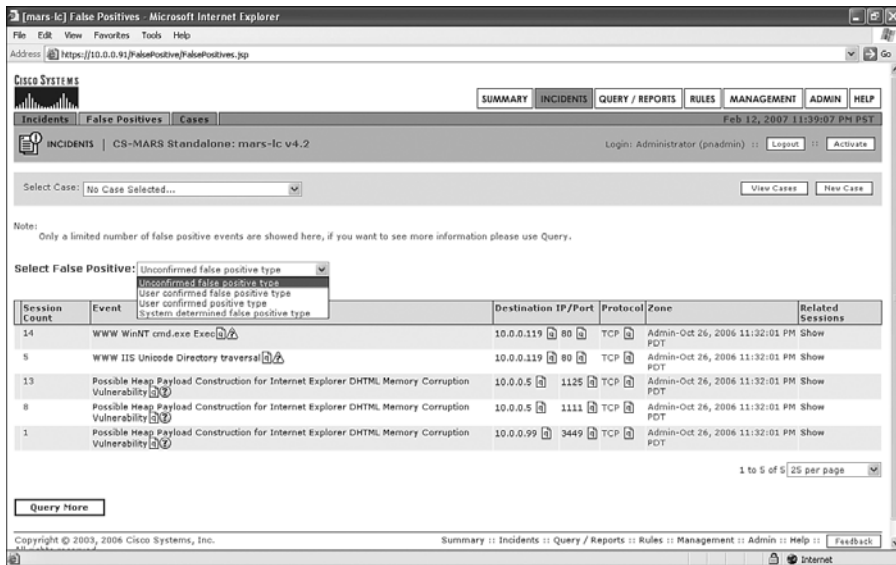 [mars-lc] False Positives - Microsoft Internet Explorer
File Edit View Favorites Tools Help
Address https://10.0.0.91/FalsePositive/FalsePositives.jsp Go
CISCO SYSTEMS
SUMMARY INCIDENTS QUERY / REPORTS RULES MANAGEMENT ADMIN HELP
Incidents False Positives Cases Feb 12, 2007 11:39:07 PM PST
INCIDENTS | CS-MARS Standalone: mars-lc v4.2 Login: Administrator (pnadmin) :: Logout :: Activate
Select Case: No Case Selected... View Cases New Case
Note:
Only a limited number of false positive events are showed here, if you want to see more information please use Query.
Select False Positive: Unconfirmed false positive type
Unconfirmed false positive type
User confirmed false positive type
User confirmed positive type
System determined false positive type
Session Count Event Destination IP/Port Protocol Zone Related Sessions
14 WWW WinNT cmd.exe Exec q 10.0.0.119 q 80 q TCP q Admin-Oct 26, 2006 11:32:01 PM PDT Show
5 WWW IIS Unicode Directory traversal q 10.0.0.119 q 80 q TCP q Admin-Oct 26, 2006 11:32:01 PM PDT Show
13 Possible Heap Payload Construction for Internet Explorer DHTML Memory Corruption Vulnerability q ? 10.0.0.5 q 1125 q TCP q Admin-Oct 26, 2006 11:32:01 PM PDT Show
8 Possible Heap Payload Construction for Internet Explorer DHTML Memory Corruption Vulnerability q ? 10.0.0.5 q 1111 q TCP q Admin-Oct 26, 2006 11:32:01 PM PDT Show
1 Possible Heap Payload Construction for Internet Explorer DHTML Memory Corruption Vulnerability q ? 10.0.0.99 q 3449 q TCP q Admin-Oct 26, 2006 11:32:01 PM PDT Show
1 to 5 of 5 25 per page
Query More
Copyright © 2003, 2006 Cisco Systems, Inc. Summary :: Incidents :: Query / Reports :: Rules :: Management :: Admin :: Help :: Feedback
All rights reserved
Internet